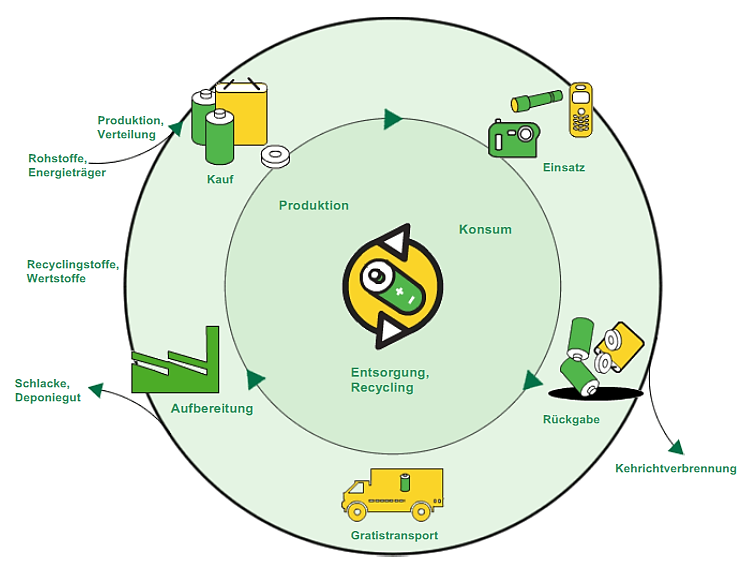 Produktion,
Verteilung
Rohstoffe,
Energieträger
Kauf
Einsatz
Produktion
Konsum
Recyclingstoffe,
Wertstoffe
Entsorgung,
Recycling
Schlacke,
Deponiegut
Aufbereitung
Rückgabe
Kehrichtverbrennung
Gratistransport